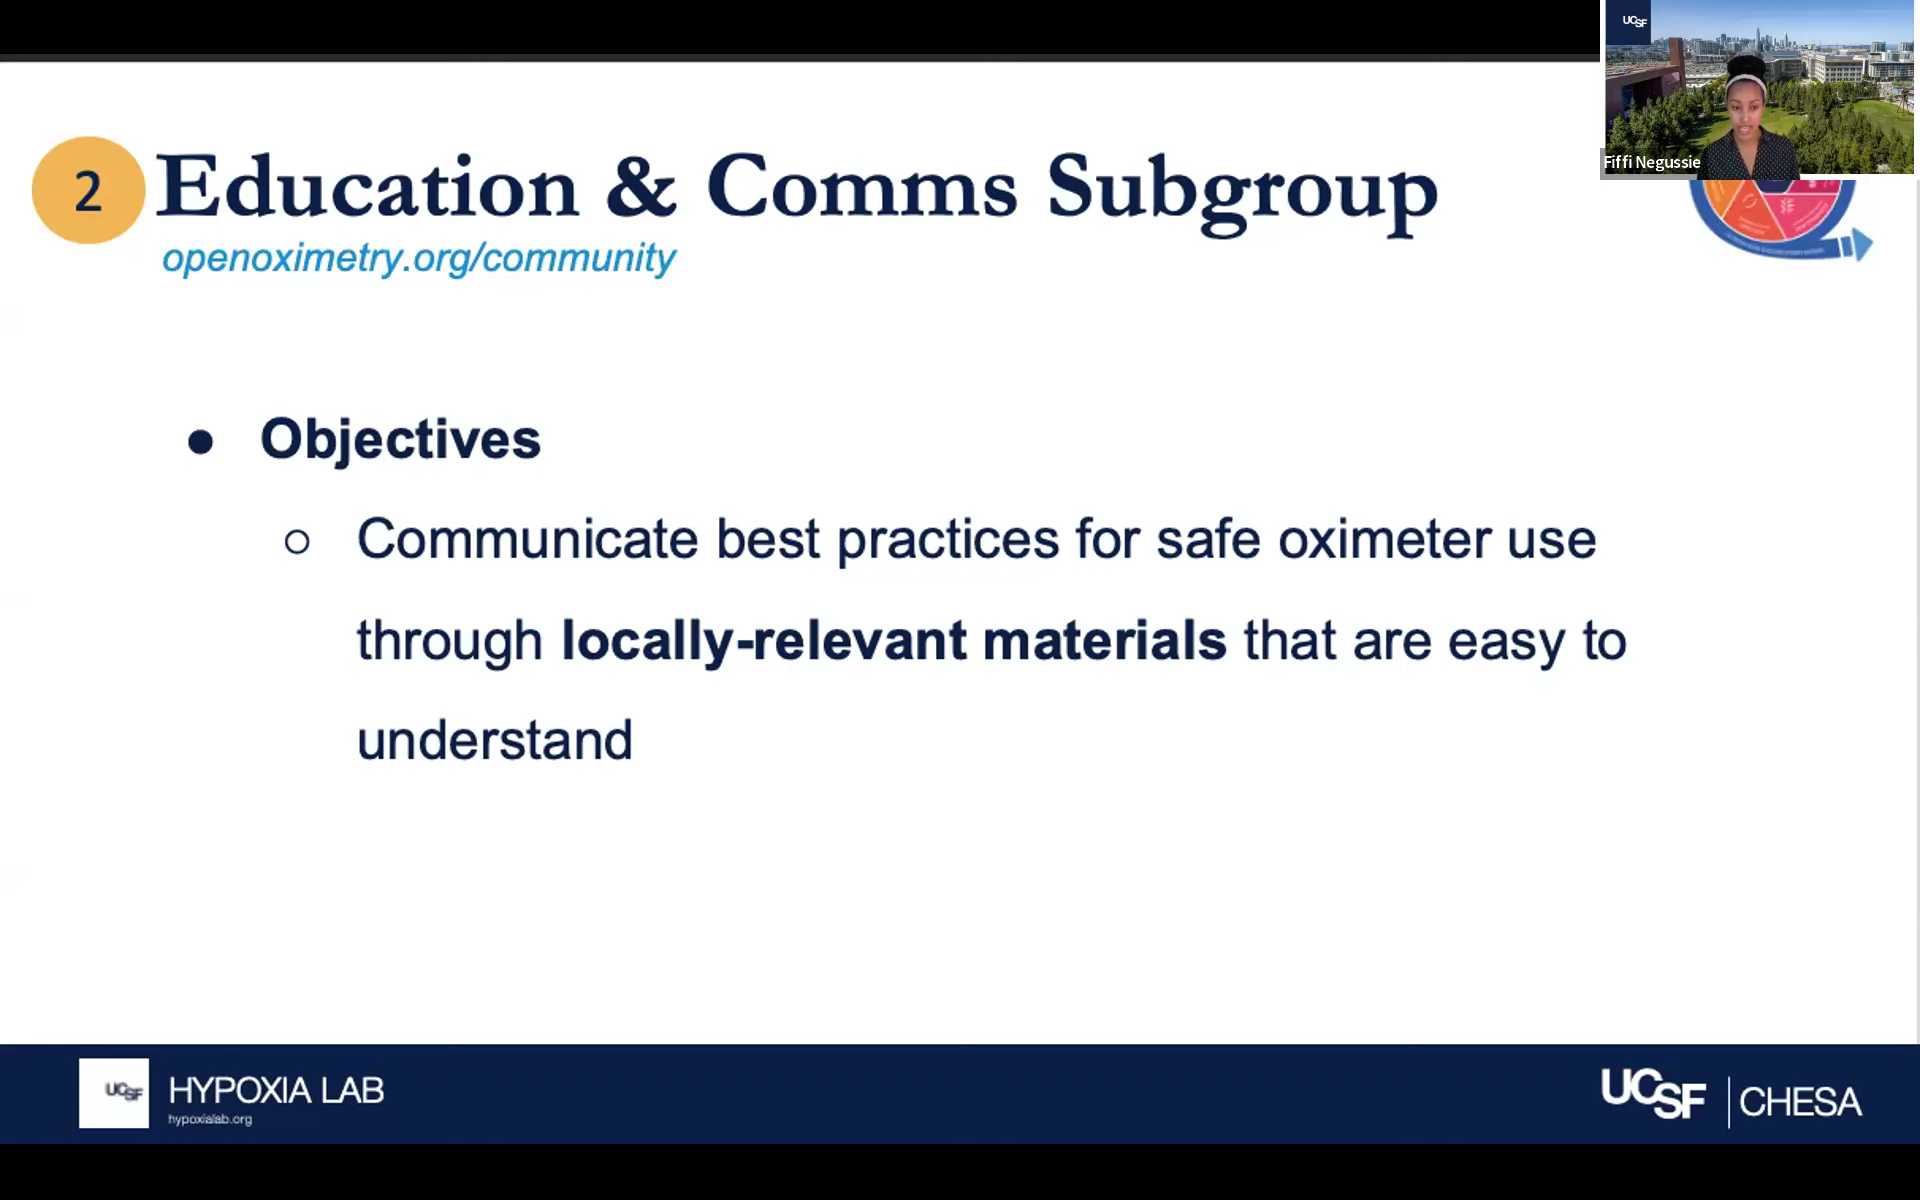 UCSF
Fiffi Negussie
2
Education & Comms Subgroup
openoximetry.org/community
● Objectives
○ Communicate best practices for safe oximeter use
through locally-relevant materials that are easy to
understand
UCSF
HYPOXIA LAB
hypoxialab.org
UCSF | CHESA